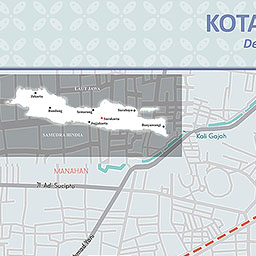 KOTA
De
LAUT JAWA
Jakarta
Bandung
Semarang
Surabaya
Surakarta
Yogyakarta
Banyuwangi
SAMUDRA HINDIA
Kali Gajah
MANAHAN
Jl. Adi Sucipto